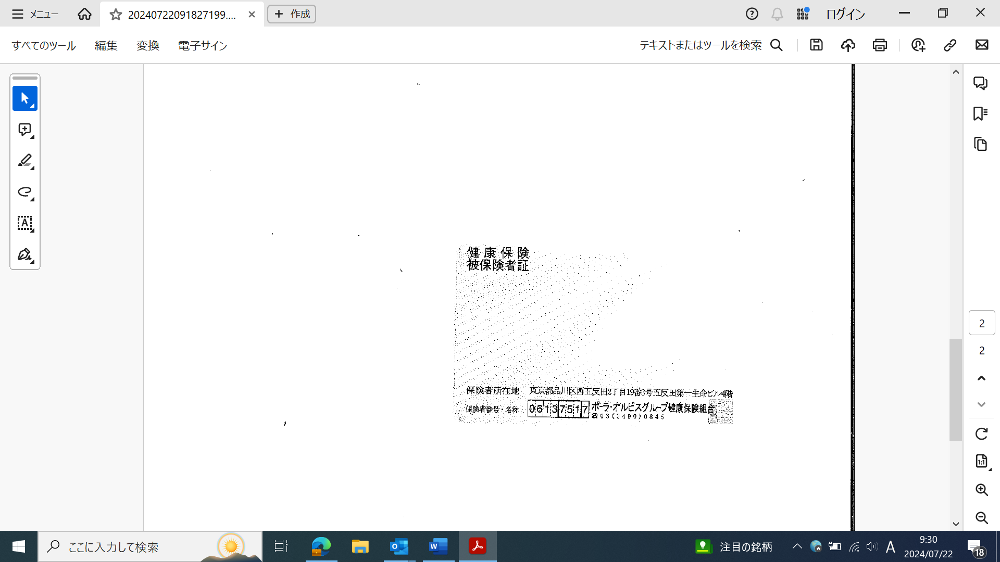 メニュー
20240722091827199....
作成
ログイン
すべてのツール
編集
変換
電子サイン
テキストまたはツールを検索
健康保険
被保険者証
保険者所在地 東京都品川区西五反田2丁目19番3号五反田第一生命ビル4階
保険者番号・名称 06137517 ポーラ・オルビスグループ健康保険組合
☎03(3490)0845
2
2
1:1
ここに入力して検索
注目の銘柄
A
9:30
2024/07/22
18